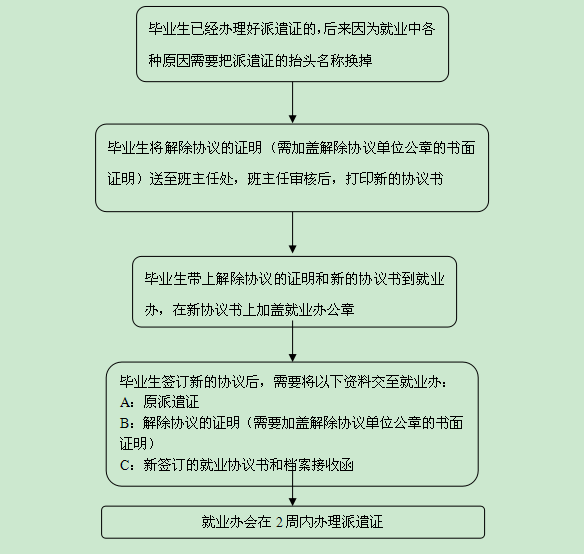 毕业生已经办理好派遣证的，后来因为就业中各
种原因需要把派遣证的抬头名称换掉
毕业生将解除协议的证明（需加盖解除协议单位公章的书面
证明）送至班主任处，班主任审核后，打印新的协议书
毕业生带上解除协议的证明和新的协议书到就业
办，在新协议书上加盖就业办公章
毕业生签订新的协议后，需要将以下资料交至就业办：
A：原派遣证
B：解除协议的证明（需要加盖解除协议单位公章的书面
证明）
C：新签订的就业协议书和档案接收函
就业办会在2周内办理派遣证